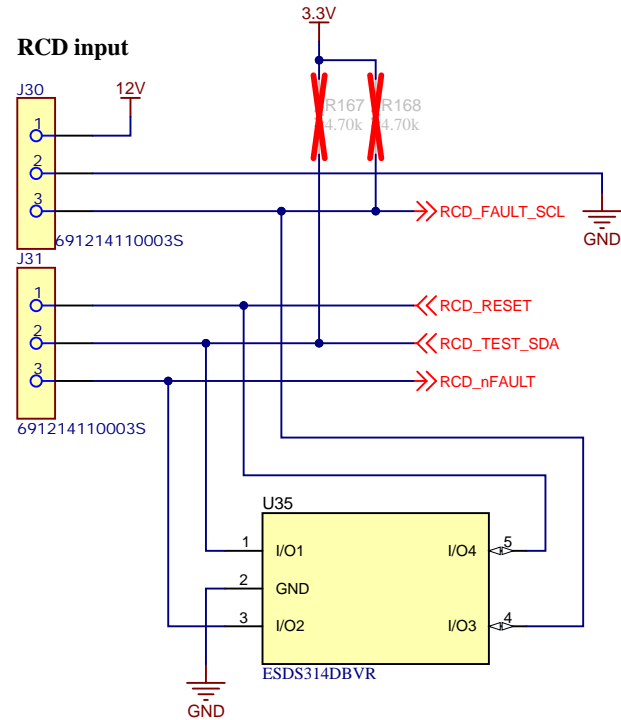 3.3V
RCD input
J30
12V
1
2
3
R167
4.70k
R168
4.70k
RCD_FAULT_SCL
GND
691214110003S
J31
1
2
3
RCD_RESET
RCD_TEST_SDA
RCD_nFAULT
691214110003S
U35
1
I/O1
I/O4
5
2
GND
3
I/O2
I/O3
4
ESDS314DBVR
GND